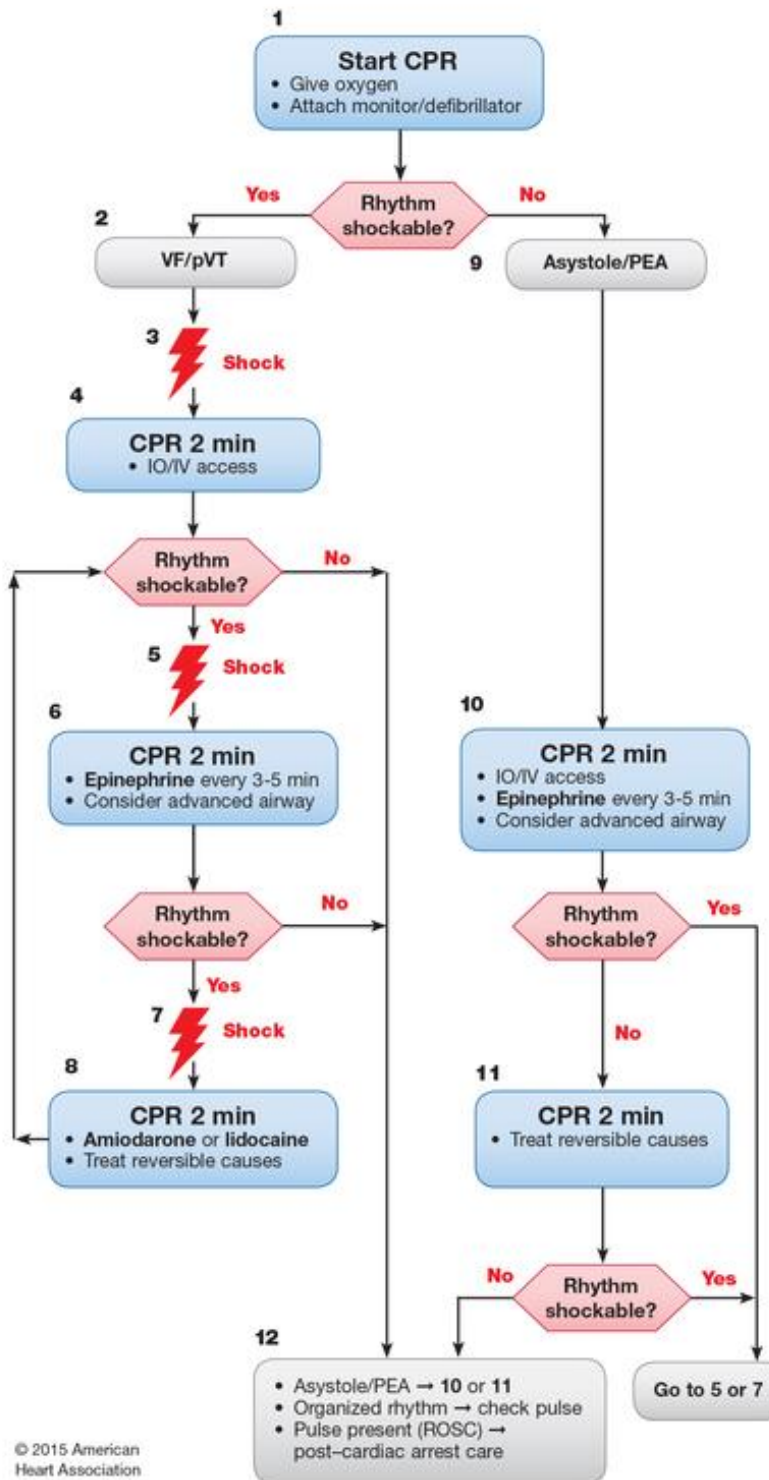 1
Start CPR
• Give oxygen
• Attach monitor/defibrillator
Yes
Rhythm
shockable?
No
2
VF/pVT
9
Asystole/PEA
3
Shock
4
CPR 2 min
• IO/IV access
Rhythm
shockable?
No
Yes
5
Shock
6
CPR 2 min
• Epinephrine every 3-5 min
• Consider advanced airway
10
CPR 2 min
• IO/IV access
• Epinephrine every 3-5 min
• Consider advanced airway
Rhythm
shockable?
No
Yes
7
Shock
8
CPR 2 min
• Amiodarone or lidocaine
• Treat reversible causes
Rhythm
shockable?
Yes
No
11
CPR 2 min
• Treat reversible causes
No
Rhythm
shockable?
Yes
12
• Asystole/PEA → 10 or 11
• Organized rhythm → check pulse
• Pulse present (ROSC) →
post–cardiac arrest care
Go to 5 or 7
© 2015 American
Heart Association